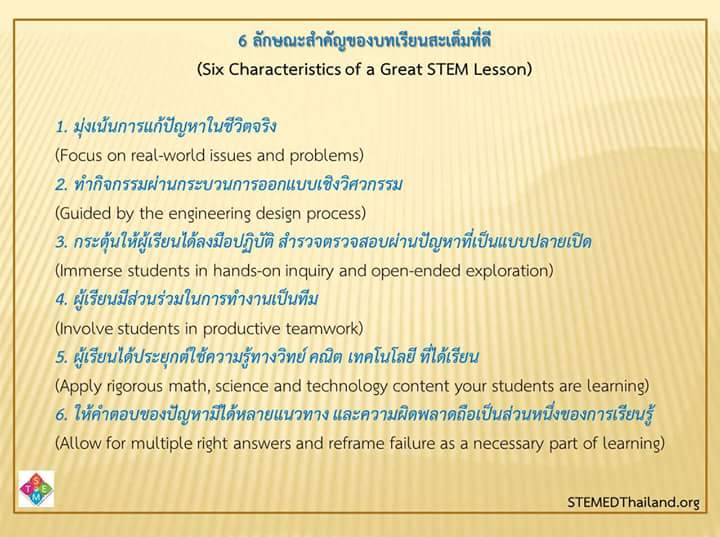 6 ลักษณะสำคัญของบทเรียนสะเต็มที่ดี
(Six Characteristics of a Great STEM Lesson)
1. มุ่งเน้นการแก้ปัญหาในชีวิตจริง
(Focus on real-world issues and problems)
2. ทำกิจกรรมผ่านกระบวนการออกแบบเชิงวิศวกรรม
(Guided by the engineering design process)
3. กระตุ้นให้ผู้เรียนได้ลงมือปฏิบัติ สำรวจตรวจสอบผ่านปัญหาที่เป็นแบบปลายเปิด
(Immerse students in hands-on inquiry and open-ended exploration)
4. ผู้เรียนมีส่วนร่วมในการทำงานเป็นทีม
(Involve students in productive teamwork)
5. ผู้เรียนได้ประยุกต์ใช้ความรู้ทางวิทย์ คณิต เทคโนโลยี ที่ได้เรียน
(Apply rigorous math, science and technology content your students are learning)
6. ให้คำตอบของปัญหามีได้หลายแนวทาง และความผิดพลาดถือเป็นส่วนหนึ่งของการเรียนรู้
(Allow for multiple right answers and reframe failure as a necessary part of learning)
S
T E
M
STEMEDThailand.org